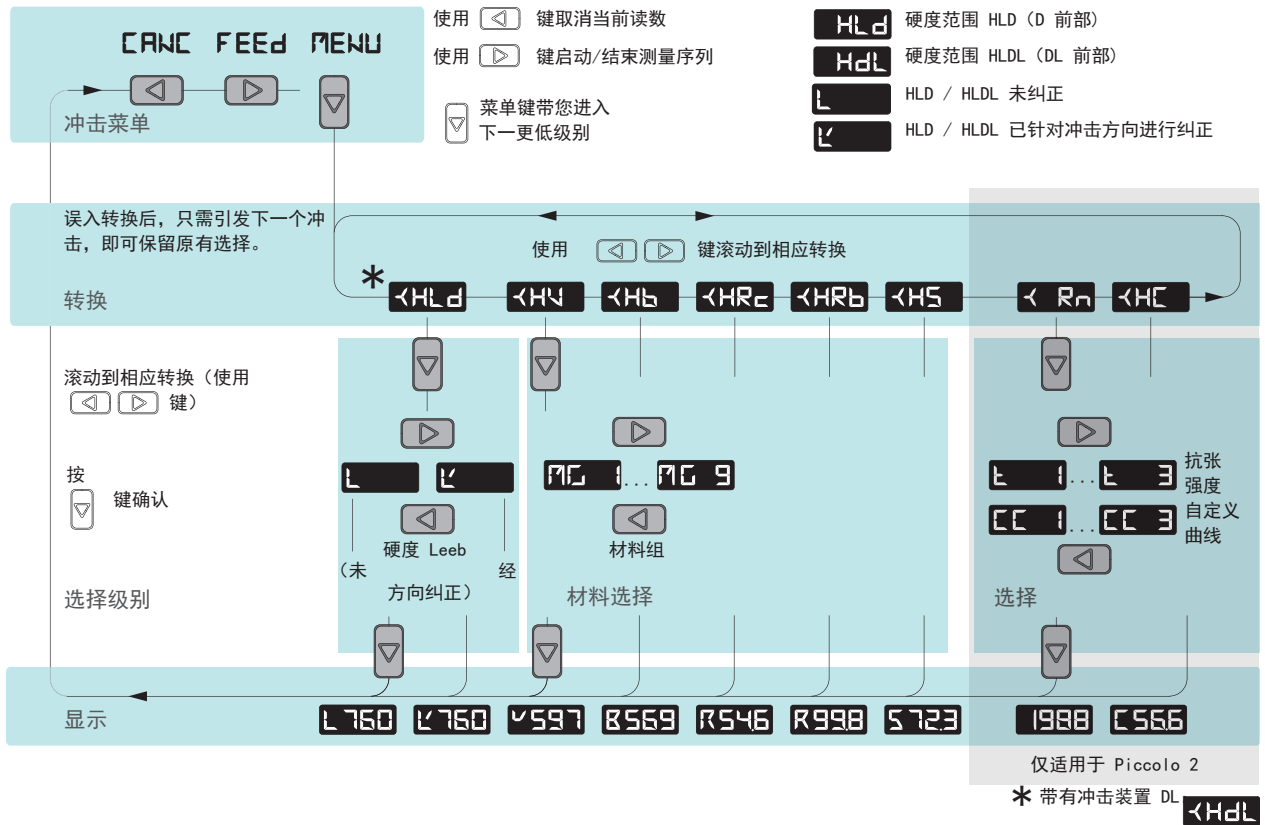 CANC FEEd MENU
冲击菜单
使用 键取消当前读数
使用 键启动/结束测量序列
菜单键带您进入
下一更低级别
HLd 硬度范围 HLD（D 前部）
HdL 硬度范围 HLDL（DL 前部）
L HLD / HLDL 未纠正
L' HLD / HLDL 已针对冲击方向进行纠正
误入转换后，只需引发下一个冲
击，即可保留原有选择。
使用 键滚动到相应转换
转换
* <HLd <HV <Hb <HRc <HRb <HS < Rn <HC
滚动到相应转换（使用
键）
按
键确认
L L'
MG 1...MG 9
t 1...t 3
抗张
强度
CC 1...CC 3
自定义
曲线
硬度 Leeb
（未 经
方向纠正）
材料组
选择级别
材料选择
选择
显示
L760 L'760 V597 B569 R54.6 R99.8 S72.3 1988 C56.6
仅适用于 Piccolo 2
* 带有冲击装置 DL <HdL